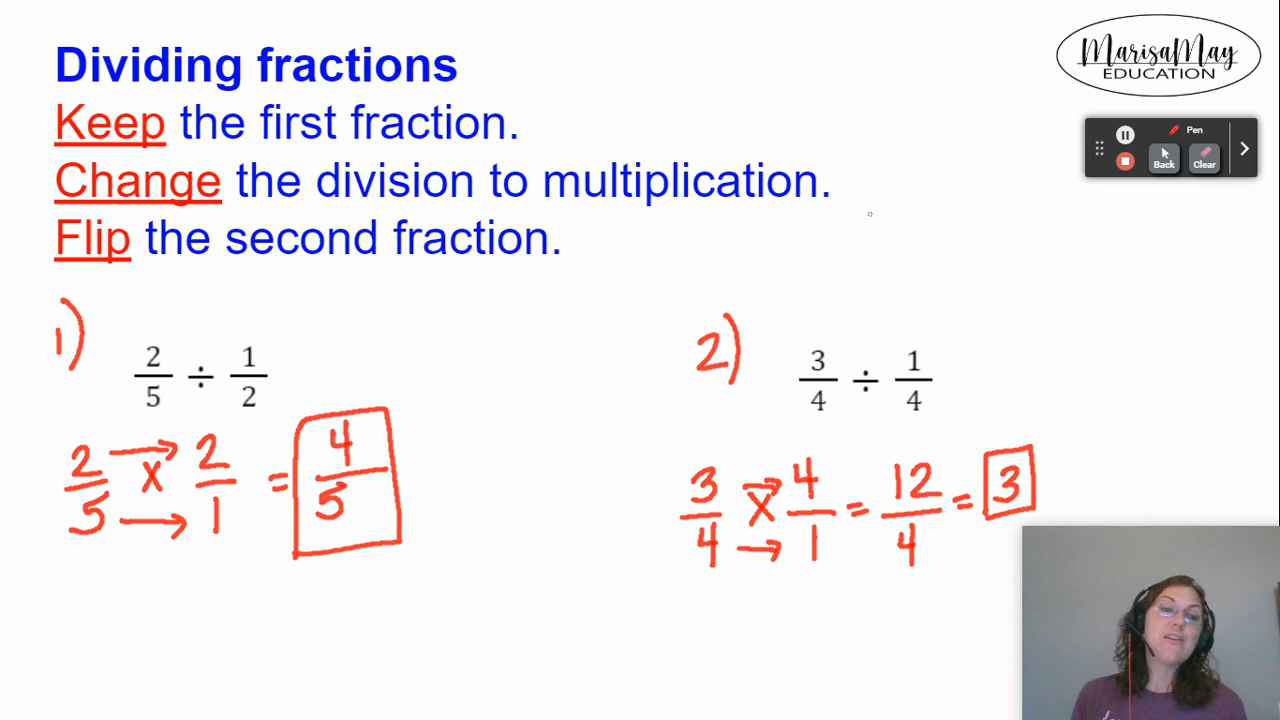 Dividing fractions
Keep the first fraction.
Change the division to multiplication.
Flip the second fraction.
MarisaMay
EDUCATION
Pen
Back Clear
1)
2/5 ÷ 1/2
2/5 x 2/1 = 4/5
2)
3/4 ÷ 1/4
3/4 x 4/1 = 12/4 = 3